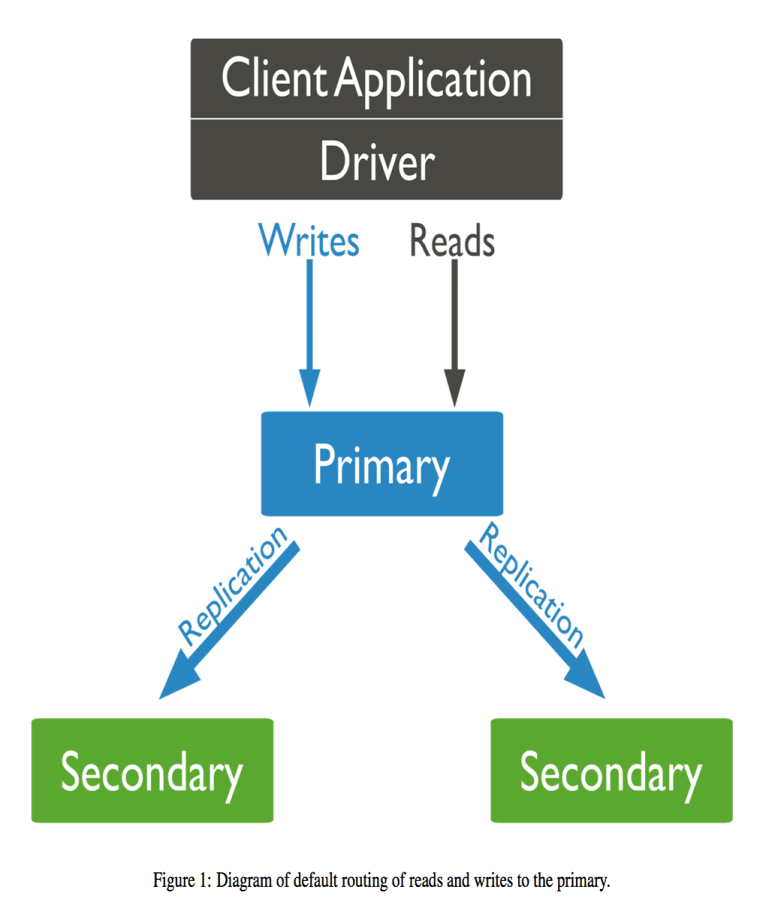 Client Application
Driver
Writes Reads
Primary
Replication Replication
Secondary Secondary
Figure 1: Diagram of default routing of reads and writes to the primary.